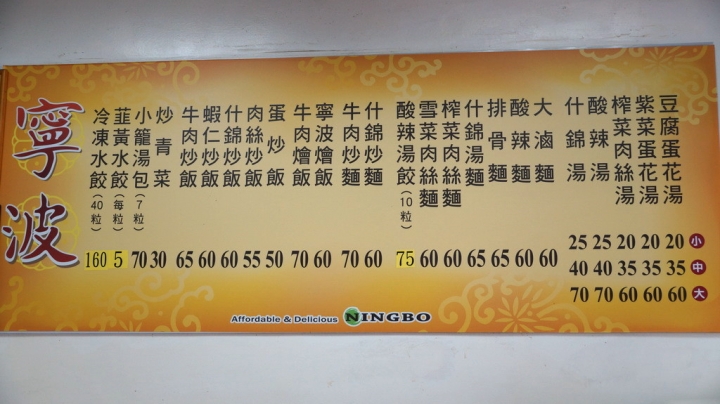 寧波
冷凍水餃(40粒) 160
韮黃水餃(每粒) 5
小籠湯包(7粒) 70
炒青菜 30
牛肉炒飯 65
蝦仁炒飯 60
什錦炒飯 60
肉絲炒飯 55
蛋炒飯 50
牛肉燴飯 70
寧波燴飯 60
牛肉炒麵 70
什錦炒麵 60
酸辣湯餃(10粒) 75
雪菜肉絲麵 60
榨菜肉絲麵 60
什錦湯麵 65
排骨麵 65
酸辣麵 60
大滷麵 60
什錦湯
酸辣湯
榨菜肉絲湯
紫菜蛋花湯
豆腐蛋花湯
25 25 20 20 20 小
40 40 35 35 35 中
70 70 60 60 60 大
Affordable & Delicious NINGBO